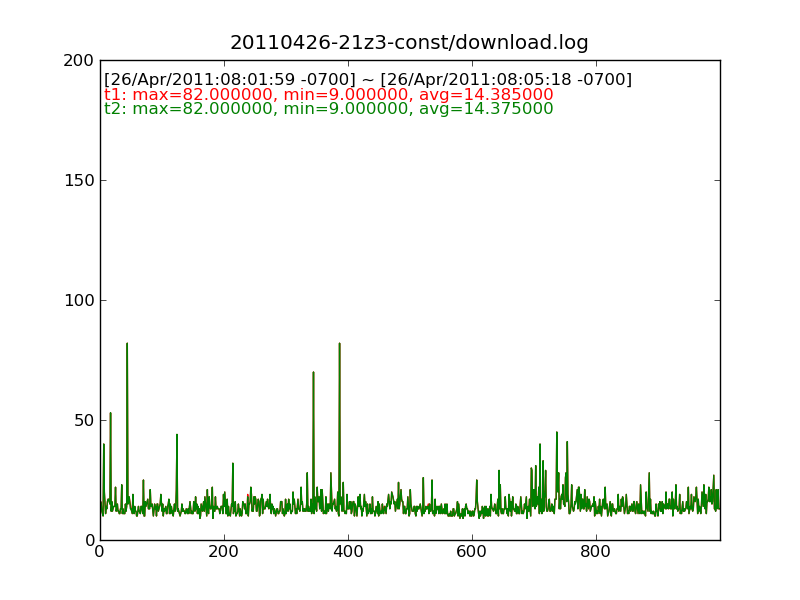 20110426-21z3-const/download.log
200
[26/Apr/2011:08:01:59 -0700] ~ [26/Apr/2011:08:05:18 -0700]
t1: max=82.000000, min=9.000000, avg=14.385000
t2: max=82.000000, min=9.000000, avg=14.375000
150
100
50
0
0 200 400 600 800